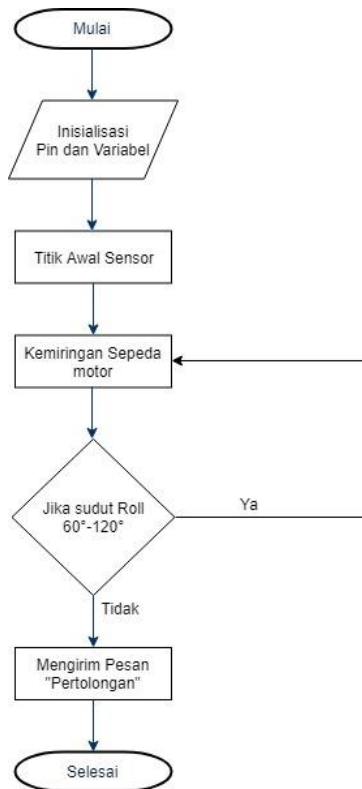 Mulai
Inisialisasi
Pin dan Variabel
Titik Awal Sensor
Kemiringan Sepeda
motor
Jika sudut Roll
60°-120°
Ya
Tidak
Mengirim Pesan
"Pertolongan"
Selesai